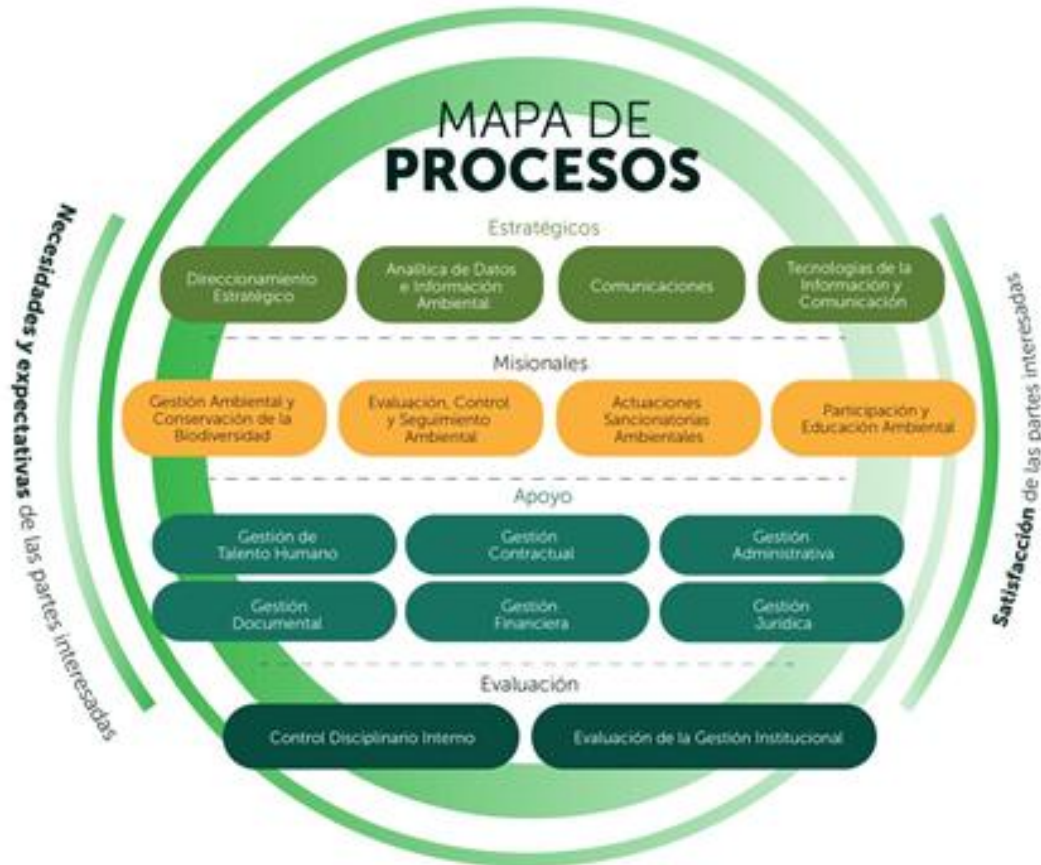 MAPA DE
PROCESOS
Necesidades y expectativas de las partes interesadas
Estratégicos
Direccionamiento
Estratégico
Analítica de Datos
e Información
Ambiental
Comunicaciones
Tecnologías de la
Información y
Comunicación
Misionales
Gestión Ambiental y
Conservación de la
Biodiversidad
Evaluación, Control
y Seguimiento
Ambiental
Actuaciones
Sancionatorias
Ambientales
Participación y
Educación Ambiental
Apoyo
Gestión de
Talento Humano
Gestión
Contractual
Gestión
Administrativa
Gestión
Documental
Gestión
Financiera
Gestión
Jurídica
Evaluación
Control Disciplinario Interno
Evaluación de la Gestión Institucional
Satisfacción de las partes interesadas